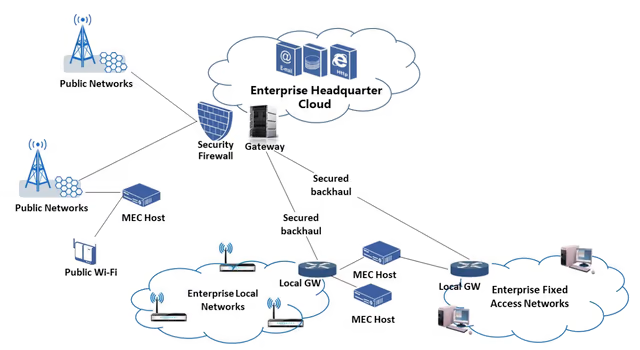 Public Networks
@
E-mail
Http
Enterprise Headquarter
Cloud
Security
Firewall
Gateway
Public Networks
MEC Host
Public Wi-Fi
Secured
backhaul
Secured
backhaul
Local GW
MEC Host
Local GW
Enterprise Local
Networks
MEC Host
Enterprise Fixed
Access Networks